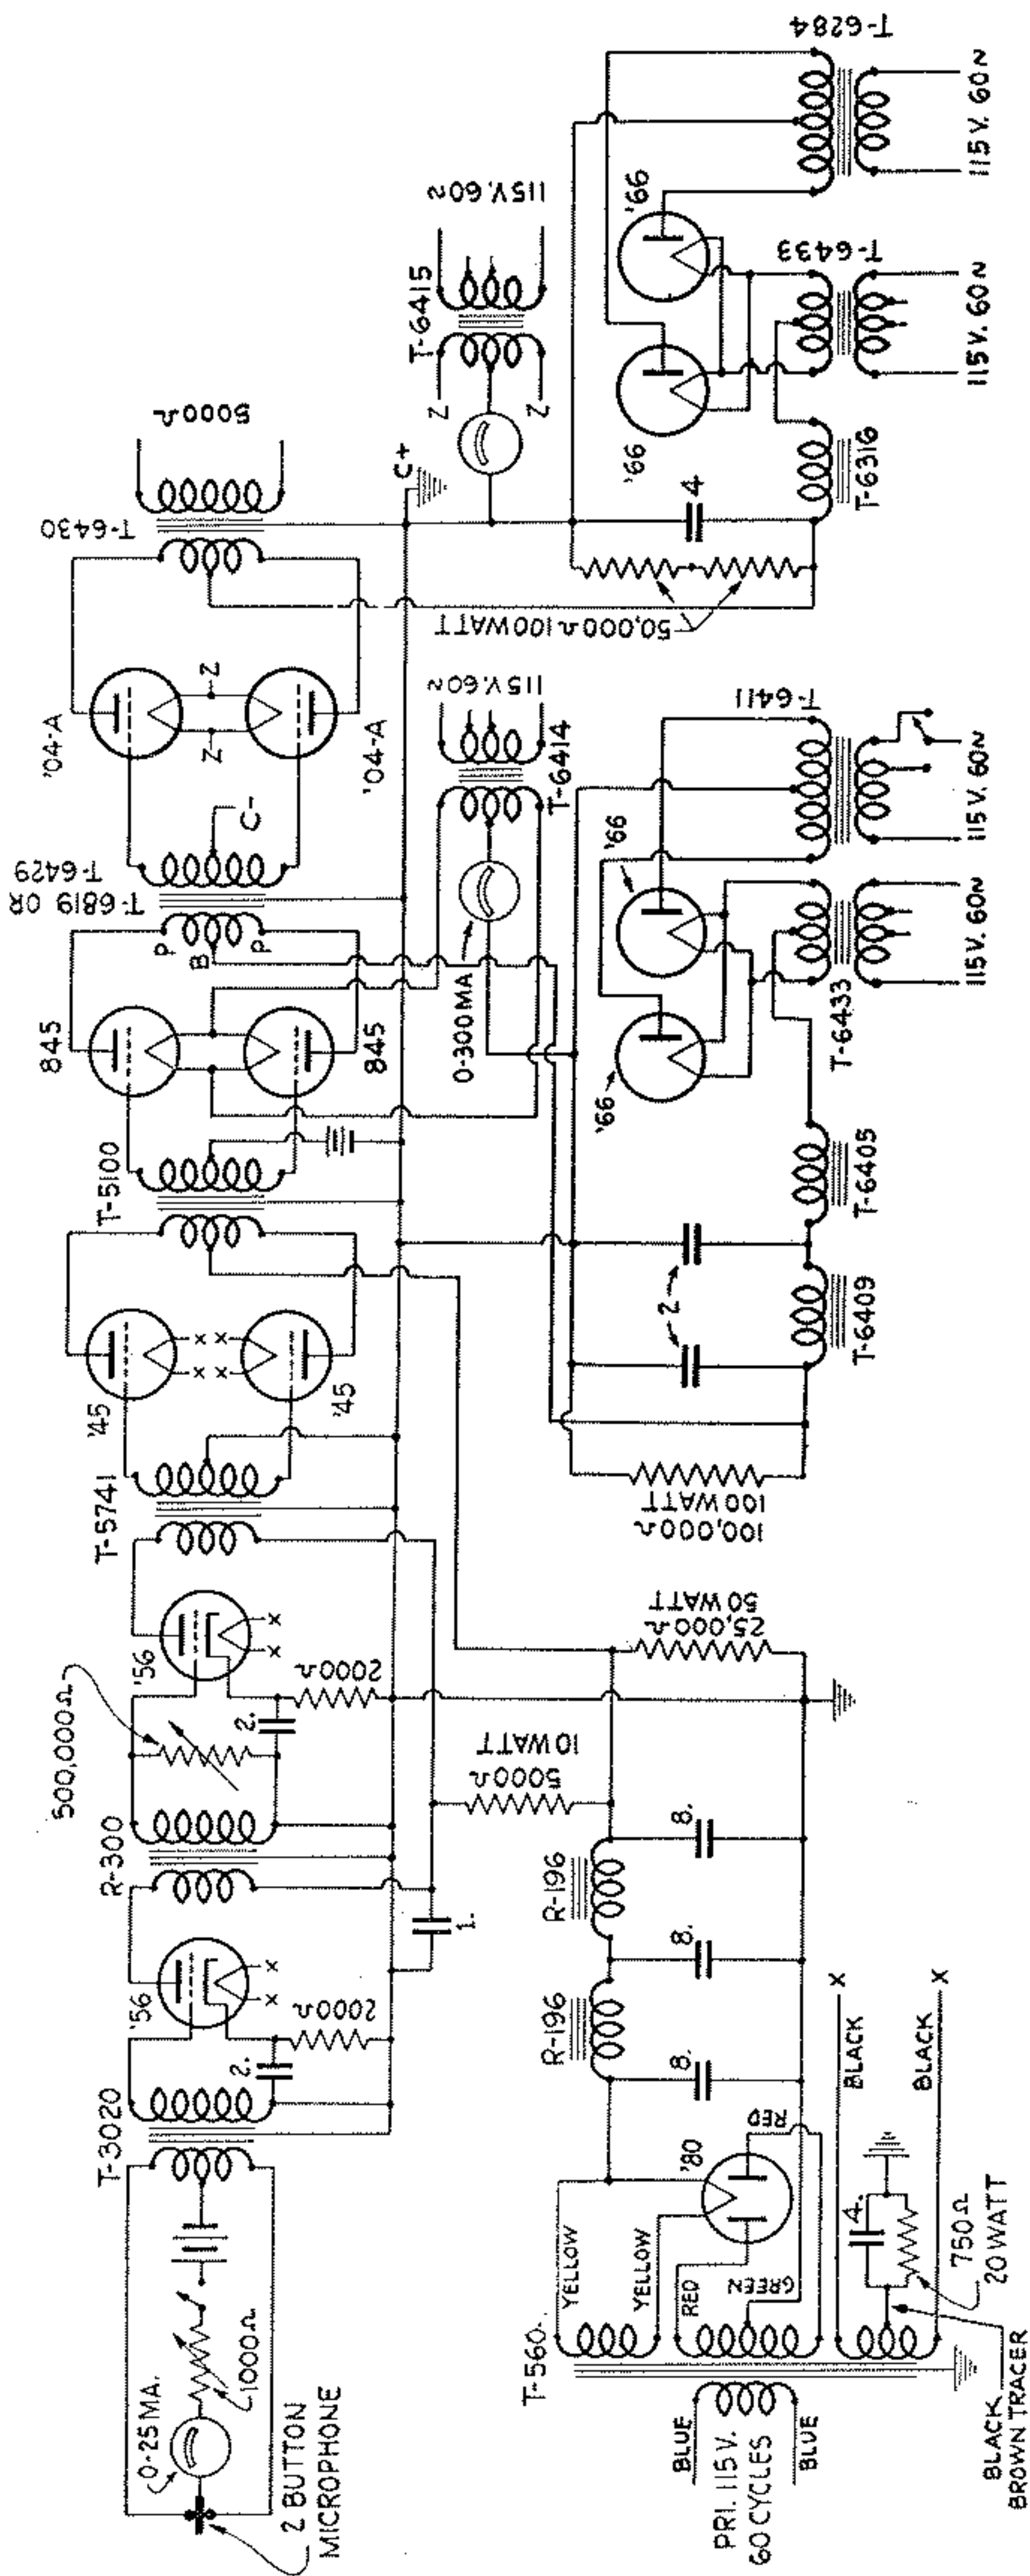 0-25 MA.
1000Ω
2 BUTTON
MICROPHONE
T-3020
2.
'56
X
X
2000Ω
1.
R-300
500,000Ω
2.
'56
X
X
2000Ω
T-5741
'45
X X
X X
'45
T-5100
845
845
P
B
P
T-6819 OR
T-6429
C-
'04-A
Z
Z
'04-A
T-6430
5000Ω
C+
0-300 MA
T-6414
115V. 60~
Z
Z
T-6415
115V. 60~
T-560
BLUE
PRI. 115 V.
60 CYCLES
BLUE
YELLOW
YELLOW
RED
GREEN
RED
'80
BLACK
BROWN TRACER
4.
750Ω
20 WATT
BLACK
X
BLACK
X
R-196
R-196
8.
8.
8.
5000Ω
10 WATT
25,000Ω
50 WATT
100,000Ω
100 WATT
2
T-6409
T-6405
'66
'66
T-6433
T-6411
115V. 60~
115V. 60~
50,000Ω 100 WATT
4
T-6316
'66
'66
T-6433
T-6284
115V. 60~
115V. 60~